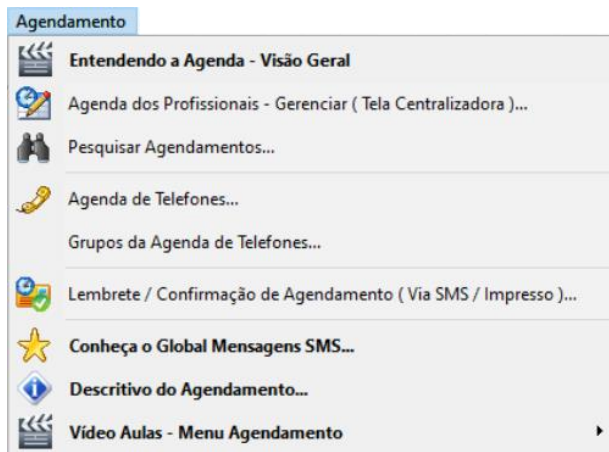 Agendamento
Entendendo a Agenda - Visão Geral
Agenda dos Profissionais - Gerenciar ( Tela Centralizadora )...
Pesquisar Agendamentos...
Agenda de Telefones...
Grupos da Agenda de Telefones...
Lembrete / Confirmação de Agendamento ( Via SMS / Impresso )...
Conheça o Global Mensagens SMS...
Descritivo do Agendamento...
Vídeo Aulas - Menu Agendamento